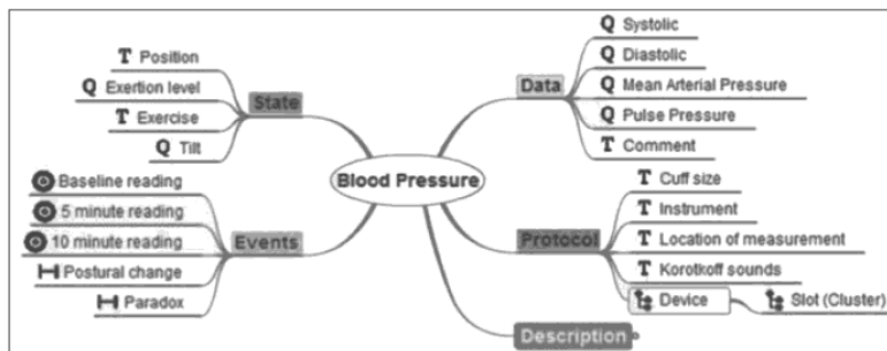 Blood Pressure
State
T Position
Q Exertion level
T Exercise
Q Tilt
Events
Baseline reading
5 minute reading
10 minute reading
Postural change
Paradox
Data
Q Systolic
Q Diastolic
Q Mean Arterial Pressure
Q Pulse Pressure
T Comment
Protocol
T Cuff size
T Instrument
T Location of measurement
T Korotkoff sounds
Device
Slot (Cluster)
Description